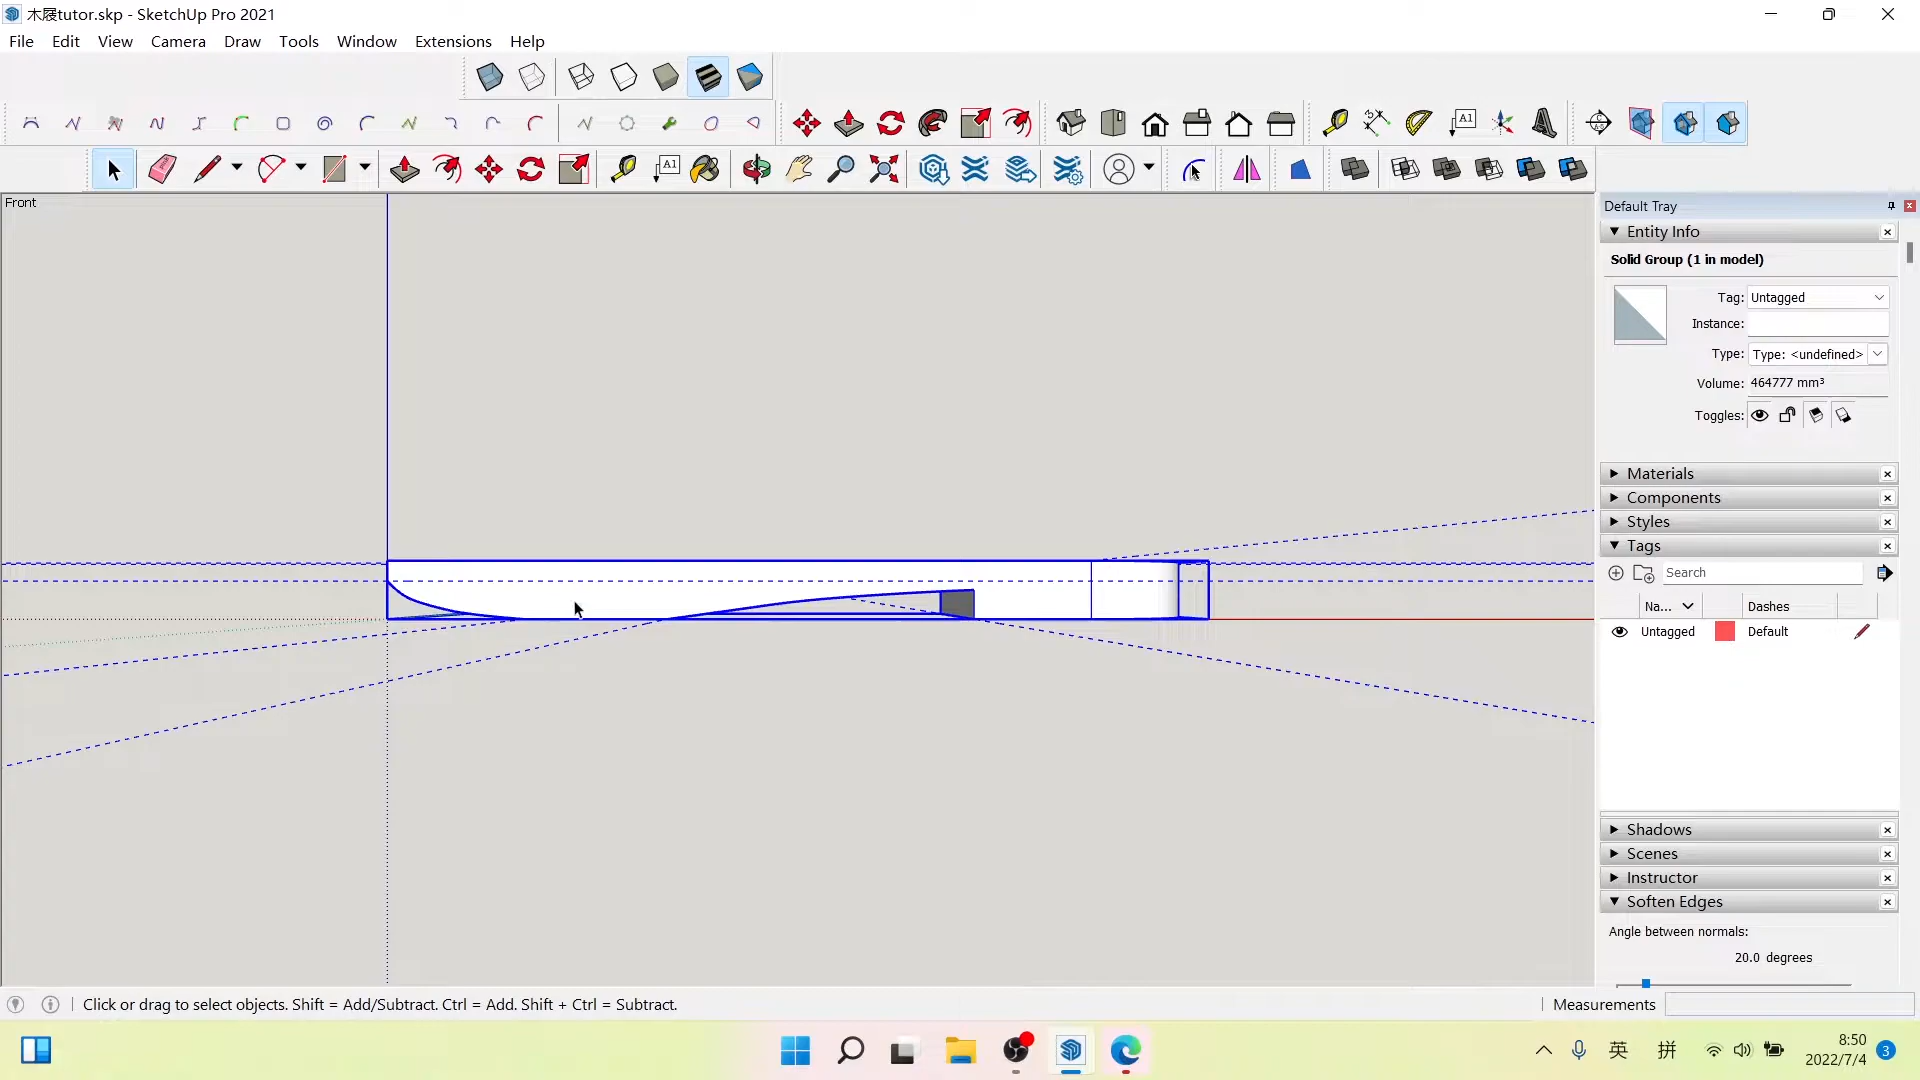 木屐tutor.skp - SketchUp Pro 2021
File Edit View Camera Draw Tools Window Extensions Help
A1
A1
Front
Default Tray
Entity Info
Solid Group (1 in model)
Tag: Untagged
Instance:
Type: Type: <undefined>
Volume: 464777 mm³
Toggles:
Materials
Components
Styles
Tags
Search
Na... Dashes
Untagged Default
Shadows
Scenes
Instructor
Soften Edges
Angle between normals:
20.0 degrees
Click or drag to select objects. Shift = Add/Subtract. Ctrl = Add. Shift + Ctrl = Subtract.
Measurements
英 拼 8:50 3
2022/7/4